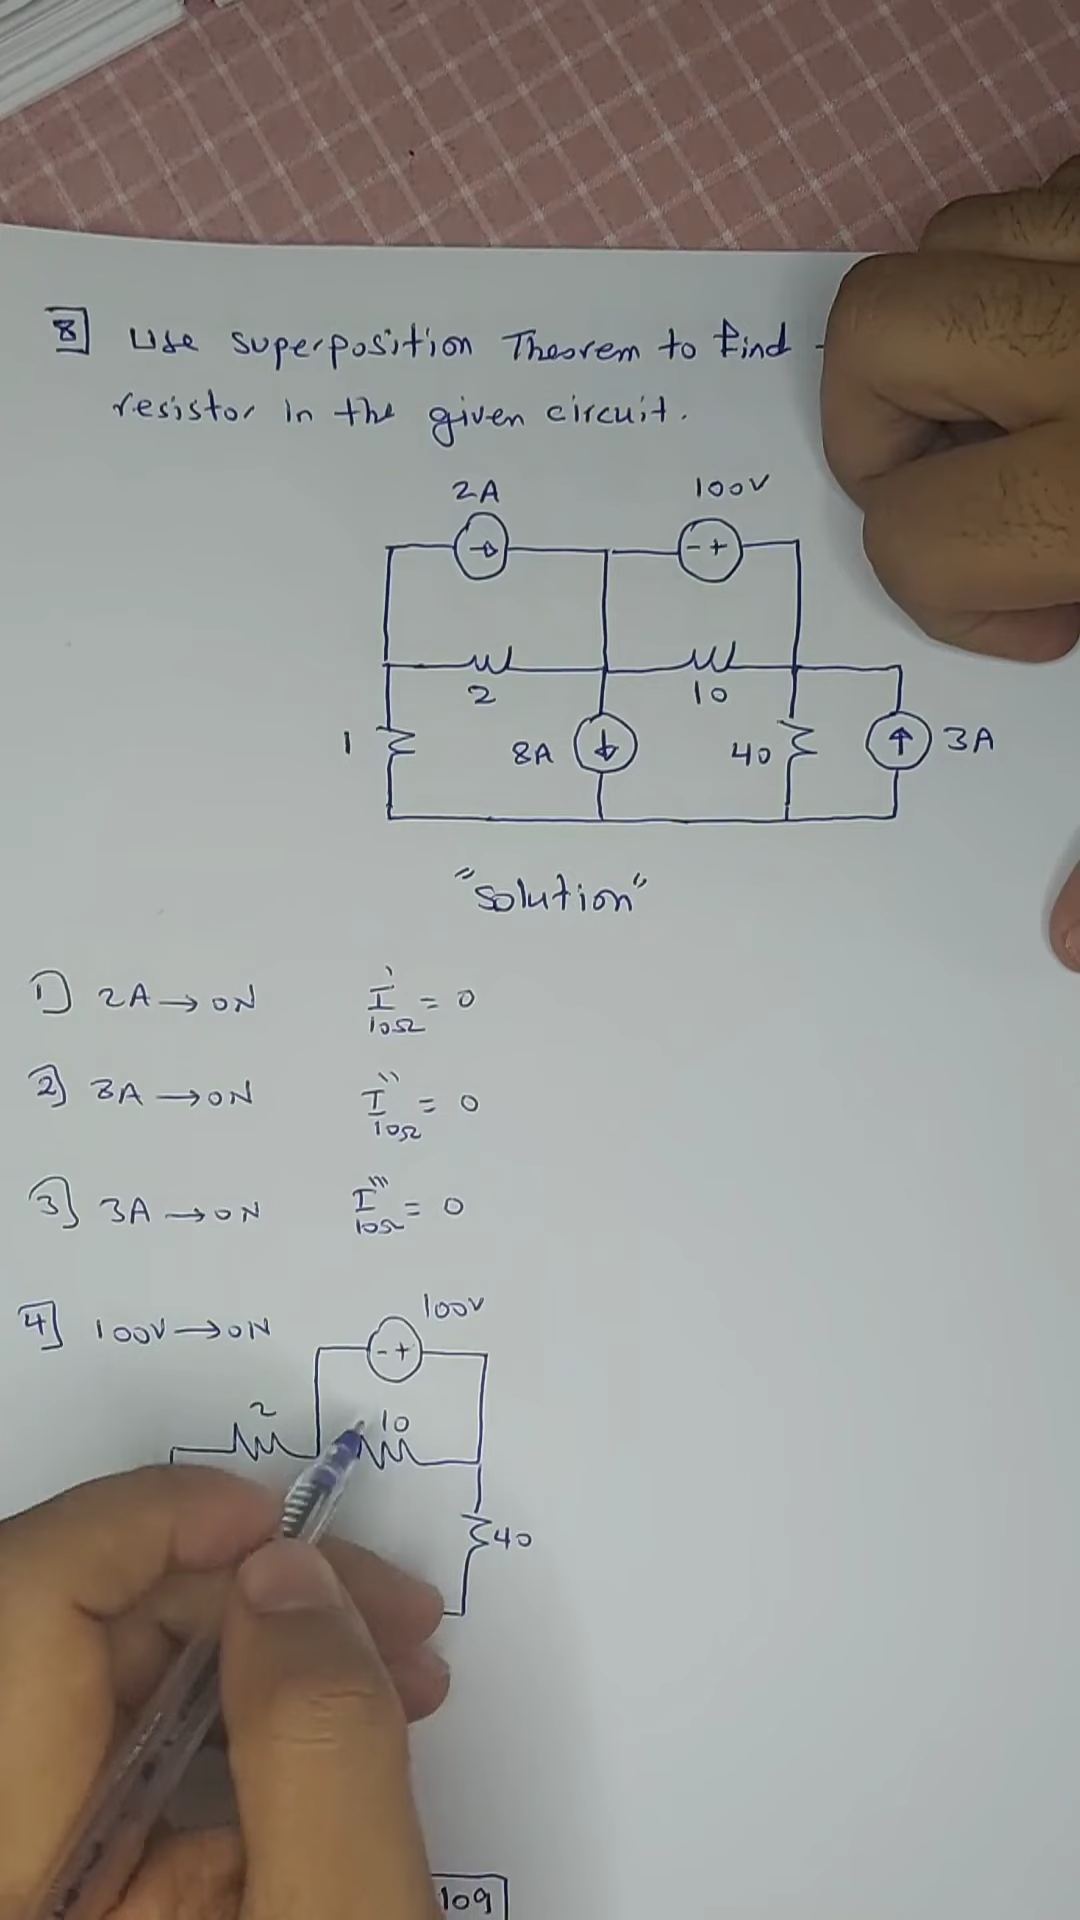 8 Use superposition Theorem to find
resistor in the given circuit.
2A 100V
- +
2 10
1 8A 40 3A
"solution"
1) 2A → ON I' 10Ω = 0
2) 8A → ON I'' 10Ω = 0
3) 3A → ON I''' 10Ω = 0
4) 100V → ON 100V
- +
2 10
40
109